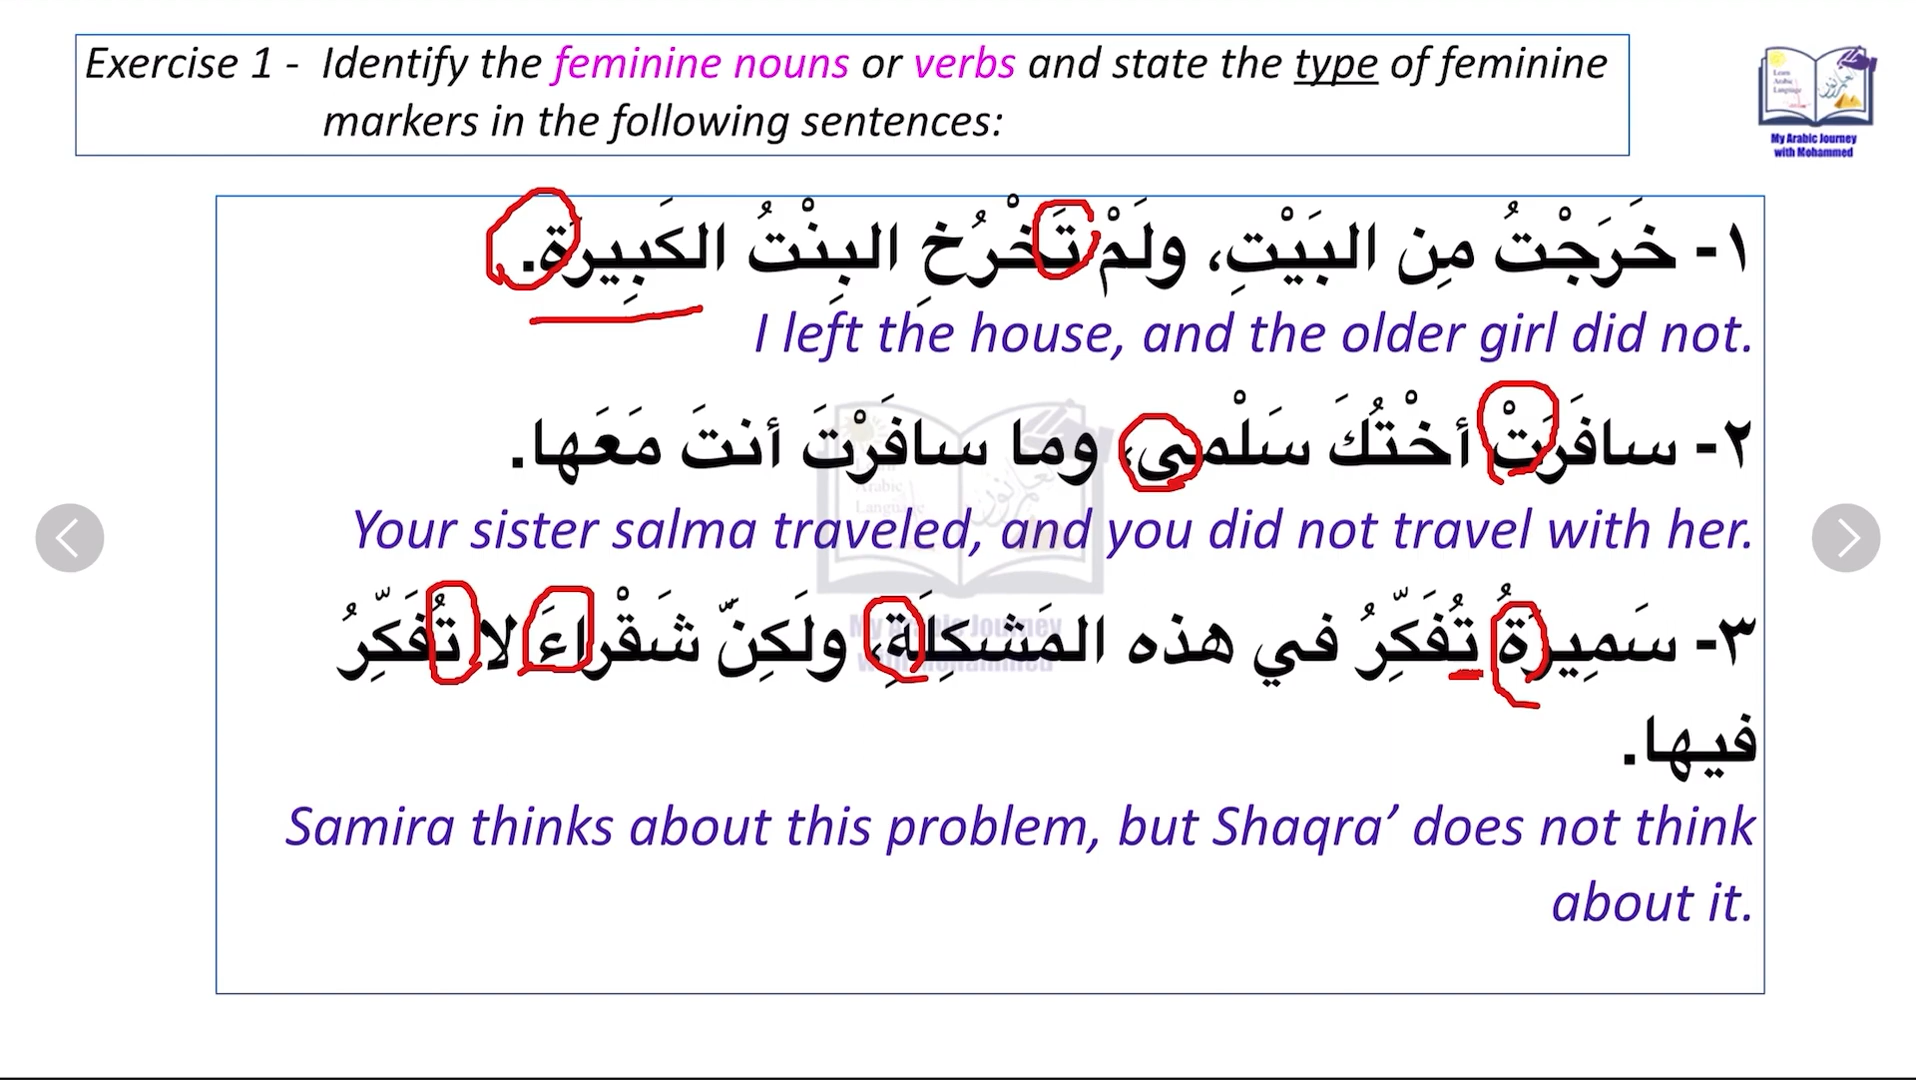 Exercise 1 - Identify the feminine nouns or verbs and state the type of feminine
markers in the following sentences:
My Arabic Journey
with Mohammed
١- خَرَجْتُ مِن البَيْتِ، ولَمْ تَخْرُخِ البِنْتُ الكَبِيرَة.
I left the house, and the older girl did not.
٢- سافَرَتْ أخْتُكَ سَلْمى، وما سافَرْتَ أنتَ مَعَها.
Your sister salma traveled, and you did not travel with her.
٣- سَمِيرَةُ تُفَكِّرُ في هذه المَشكِلَةِ، ولَكِنّ شَقْراءَ لا تُفَكِّرُ
فيها.
Samira thinks about this problem, but Shaqra’ does not think
about it.